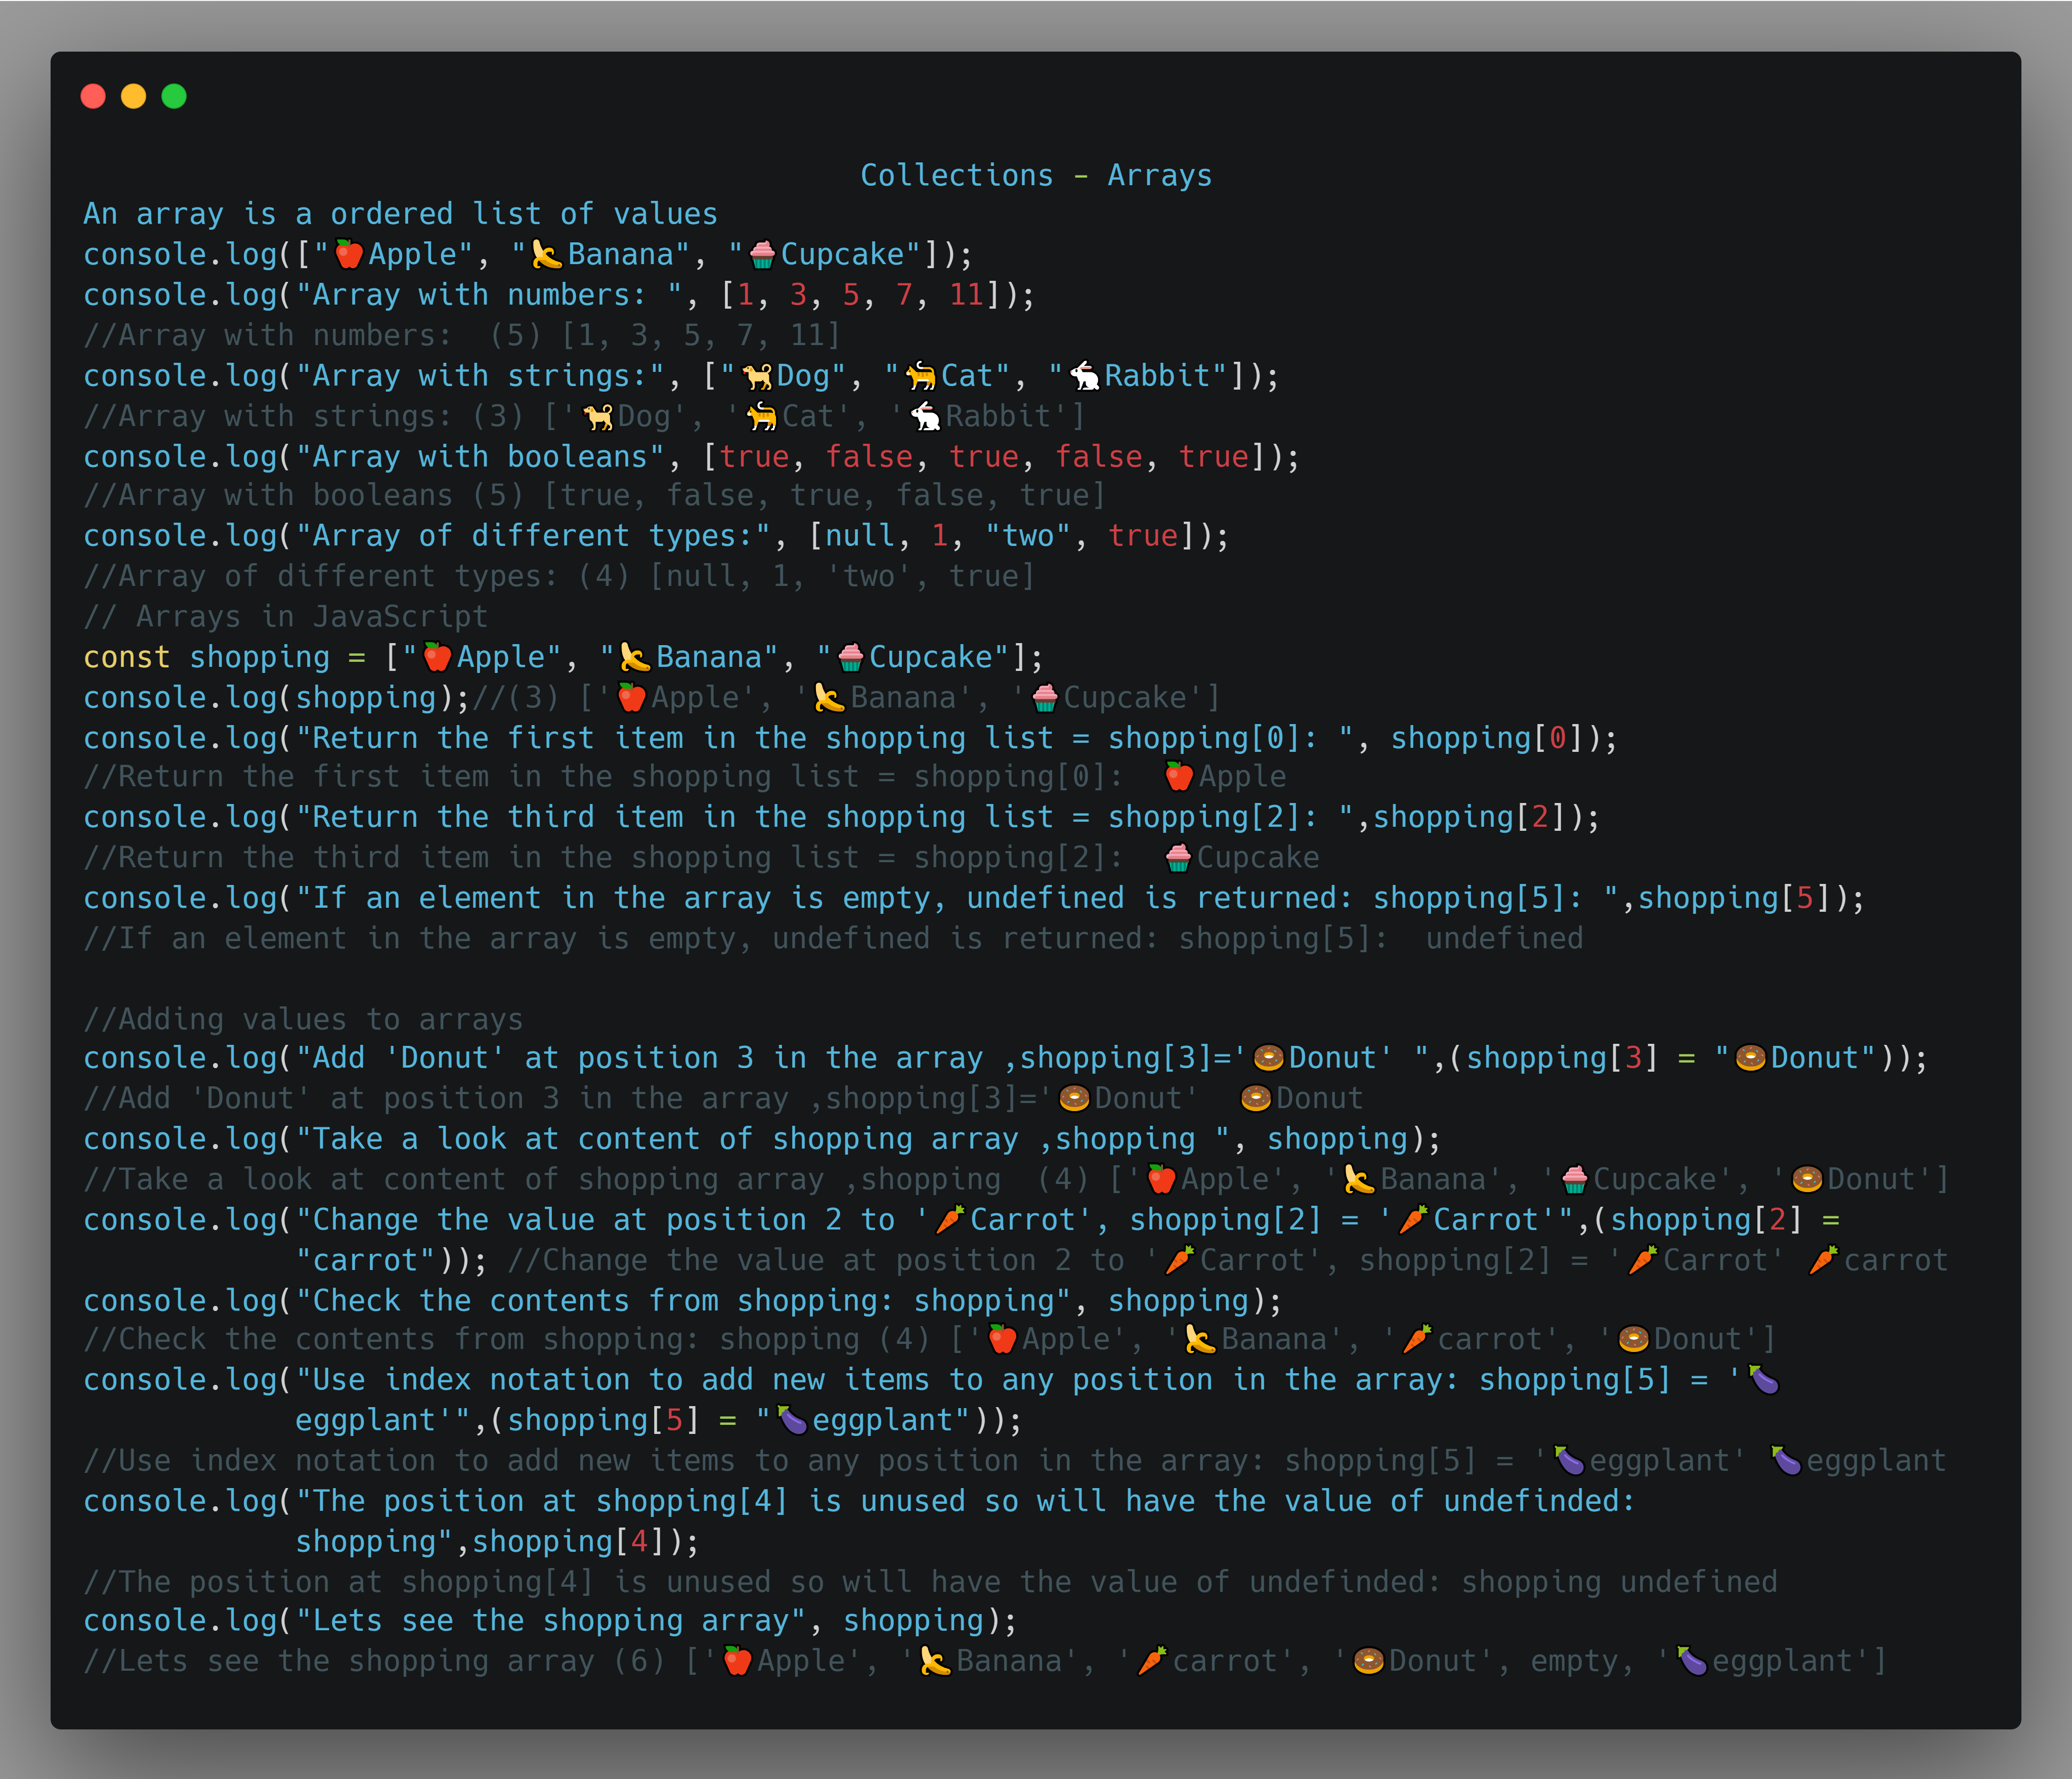 Collections - Arrays
An array is a ordered list of values
console.log(["🍎Apple", "🍌Banana", "🧁Cupcake"]);
console.log("Array with numbers: ", [1, 3, 5, 7, 11]);
//Array with numbers:  (5) [1, 3, 5, 7, 11]
console.log("Array with strings:", ["🐕Dog", "🐈Cat", "🐇Rabbit"]);
//Array with strings: (3) ['🐕Dog', '🐈Cat', '🐇Rabbit']
console.log("Array with booleans", [true, false, true, false, true]);
//Array with booleans (5) [true, false, true, false, true]
console.log("Array of different types:", [null, 1, "two", true]);
//Array of different types: (4) [null, 1, 'two', true]
// Arrays in JavaScript
const shopping = ["🍎Apple", "🍌Banana", "🧁Cupcake"];
console.log(shopping);//(3) ['🍎Apple', '🍌Banana', '🧁Cupcake']
console.log("Return the first item in the shopping list = shopping[0]: ", shopping[0]);
//Return the first item in the shopping list = shopping[0]:  🍎Apple
console.log("Return the third item in the shopping list = shopping[2]: ",shopping[2]);
//Return the third item in the shopping list = shopping[2]:  🧁Cupcake
console.log("If an element in the array is empty, undefined is returned: shopping[5]: ",shopping[5]);
//If an element in the array is empty, undefined is returned: shopping[5]:  undefined
//Adding values to arrays
console.log("Add 'Donut' at position 3 in the array ,shopping[3]='🍩Donut' ",(shopping[3] = "🍩Donut"));
//Add 'Donut' at position 3 in the array ,shopping[3]='🍩Donut'  🍩Donut
console.log("Take a look at content of shopping array ,shopping ", shopping);
//Take a look at content of shopping array ,shopping  (4) ['🍎Apple', '🍌Banana', '🧁Cupcake', '🍩Donut']
console.log("Change the value at position 2 to '🥕Carrot', shopping[2] = '🥕Carrot'",(shopping[2] =
"carrot")); //Change the value at position 2 to '🥕Carrot', shopping[2] = '🥕Carrot' 🥕carrot
console.log("Check the contents from shopping: shopping", shopping);
//Check the contents from shopping: shopping (4) ['🍎Apple', '🍌Banana', '🥕carrot', '🍩Donut']
console.log("Use index notation to add new items to any position in the array: shopping[5] = '🍆
eggplant'",(shopping[5] = "🍆eggplant"));
//Use index notation to add new items to any position in the array: shopping[5] = '🍆eggplant' 🍆eggplant
console.log("The position at shopping[4] is unused so will have the value of undefinded:
shopping",shopping[4]);
//The position at shopping[4] is unused so will have the value of undefinded: shopping undefined
console.log("Lets see the shopping array", shopping);
//Lets see the shopping array (6) ['🍎Apple', '🍌Banana', '🥕carrot', '🍩Donut', empty, '🍆eggplant']